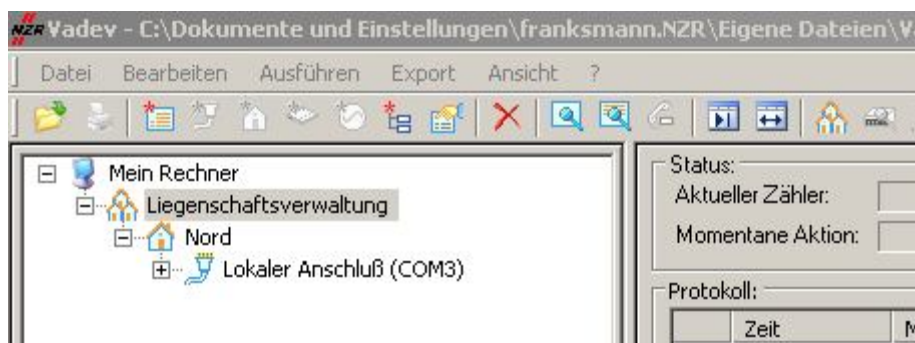 NZR Vadev - C:\Dokumente und Einstellungen\franksmann.NZR\Eigene Dateien\V
Datei Bearbeiten Ausführen Export Ansicht ?
Mein Rechner
Liegenschaftsverwaltung
Nord
Lokaler Anschluß (COM3)
Status:
Aktueller Zähler:
Momentane Aktion:
Protokoll:
Zeit